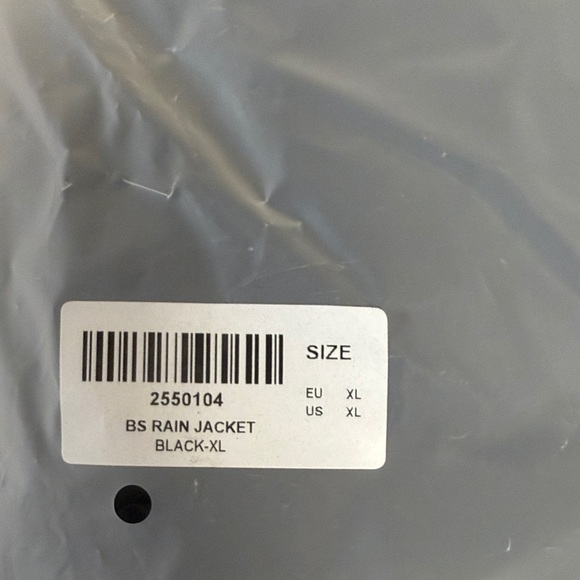 2550104
BS RAIN JACKET
BLACK-XL
SIZE
EU XL
US XL